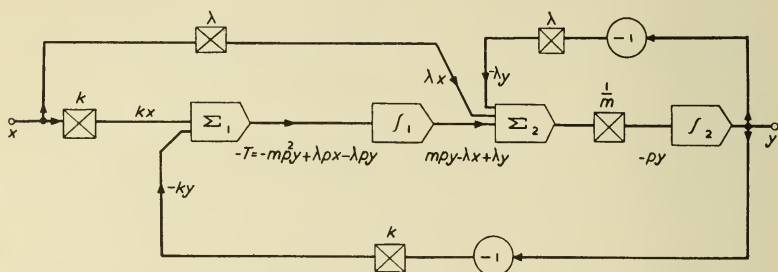 λ
λ
-1
λx
-λy
k
kx
1/m
x
Σ₁
∫₁
Σ₂
∫₂
y
-T=-mp²y+λpx-λpy
mpy-λx+λy
-py
-ky
k
-1